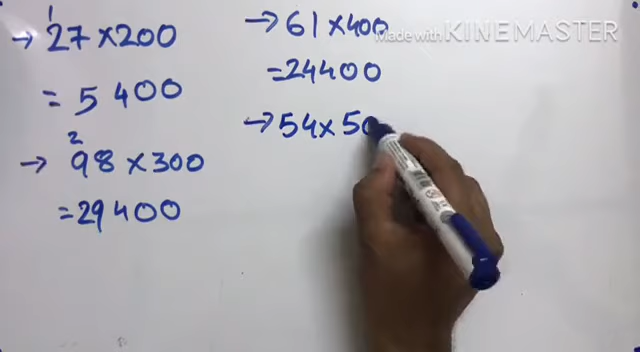 → 27 × 200
1
= 5400
→ 98 × 300
2
= 29400
→ 61 × 400
= 24400
→ 54 × 50
Made with KINEMASTER